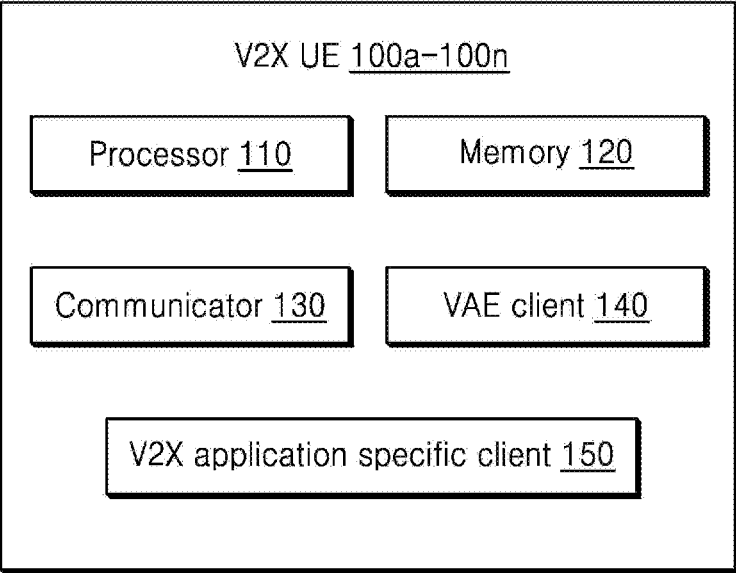 V2X UE 100a-100n
Processor 110
Memory 120
Communicator 130
VAE client 140
V2X application specific client 150